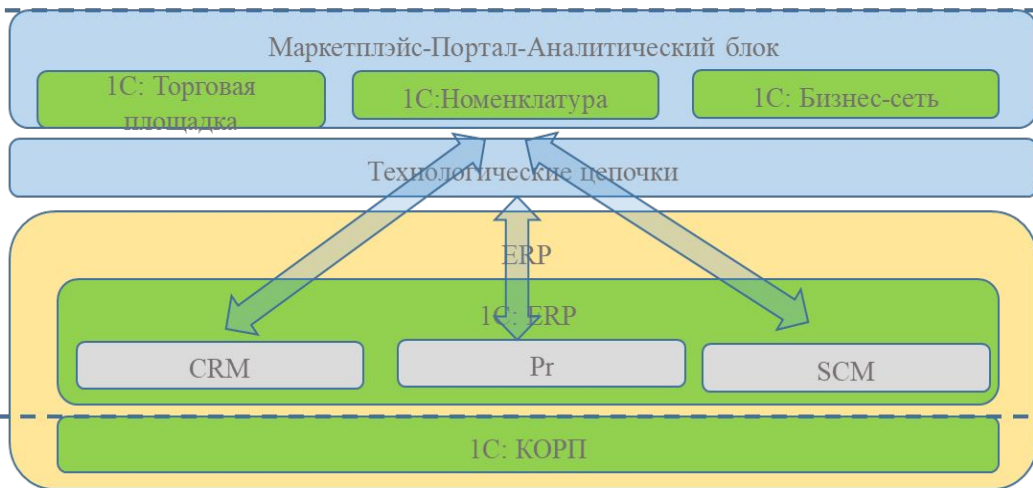 Маркетплэйс-Портал-Аналитический блок
1С: Торговая
площадка
1С:Номенклатура
1С: Бизнес-сеть
Технологические цепочки
ERP
1С: ERP
CRM
Pr
SCM
1С: КОРП